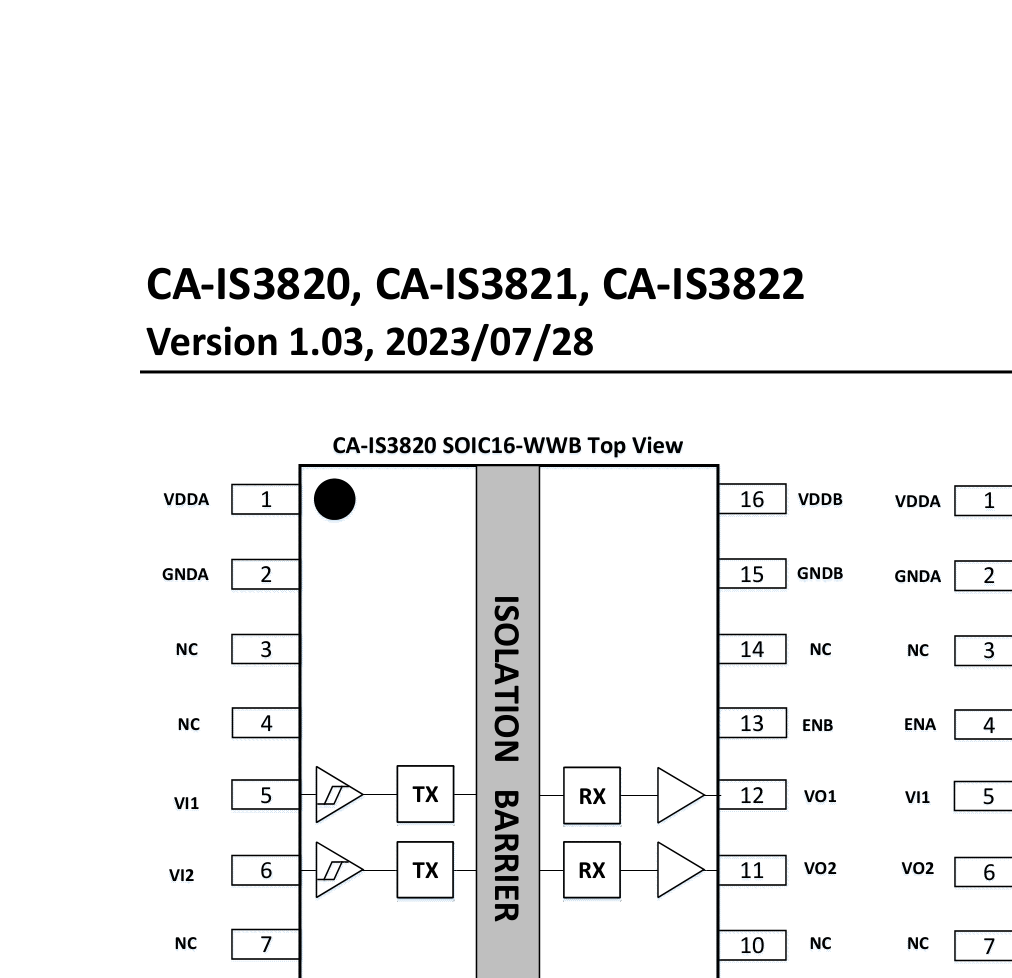 CA-IS3820, CA-IS3821, CA-IS3822
Version 1.03, 2023/07/28
CA-IS3820 SOIC16-WWB Top View
VDDA 1 16 VDDB VDDA 1
GNDA 2 15 GNDB GNDA 2
NC 3 14 NC NC 3
NC 4 13 ENB ENA 4
VI1 5 TX RX 12 VO1 VI1 5
VI2 6 TX RX 11 VO2 VO2 6
NC 7 10 NC NC 7
ISOLATION BARRIER